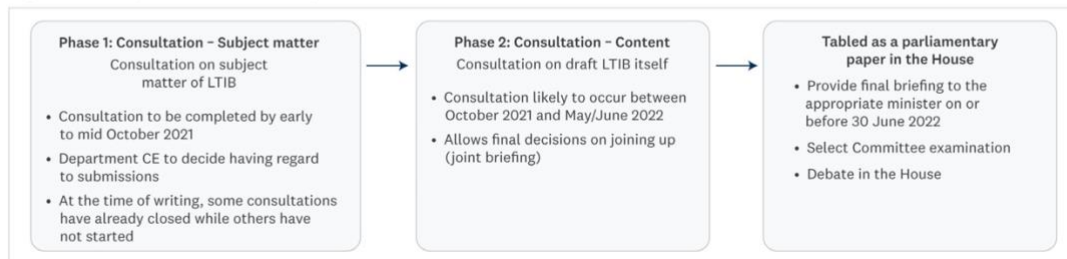 Phase 1: Consultation – Subject matter
Consultation on subject
matter of LTIB
• Consultation to be completed by early
to mid October 2021
• Department CE to decide having regard
to submissions
• At the time of writing, some consultations
have already closed while others have
not started
Phase 2: Consultation – Content
Consultation on draft LTIB itself
• Consultation likely to occur between
October 2021 and May/June 2022
• Allows final decisions on joining up
(joint briefing)
Tabled as a parliamentary
paper in the House
• Provide final briefing to the
appropriate minister on or
before 30 June 2022
• Select Committee examination
• Debate in the House